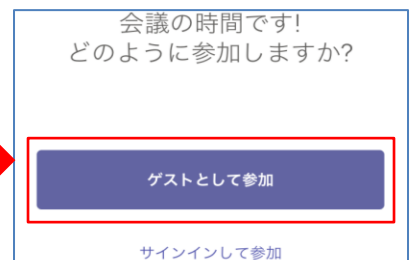 会議の時間です!
どのように参加しますか?
ゲストとして参加
サインインして参加